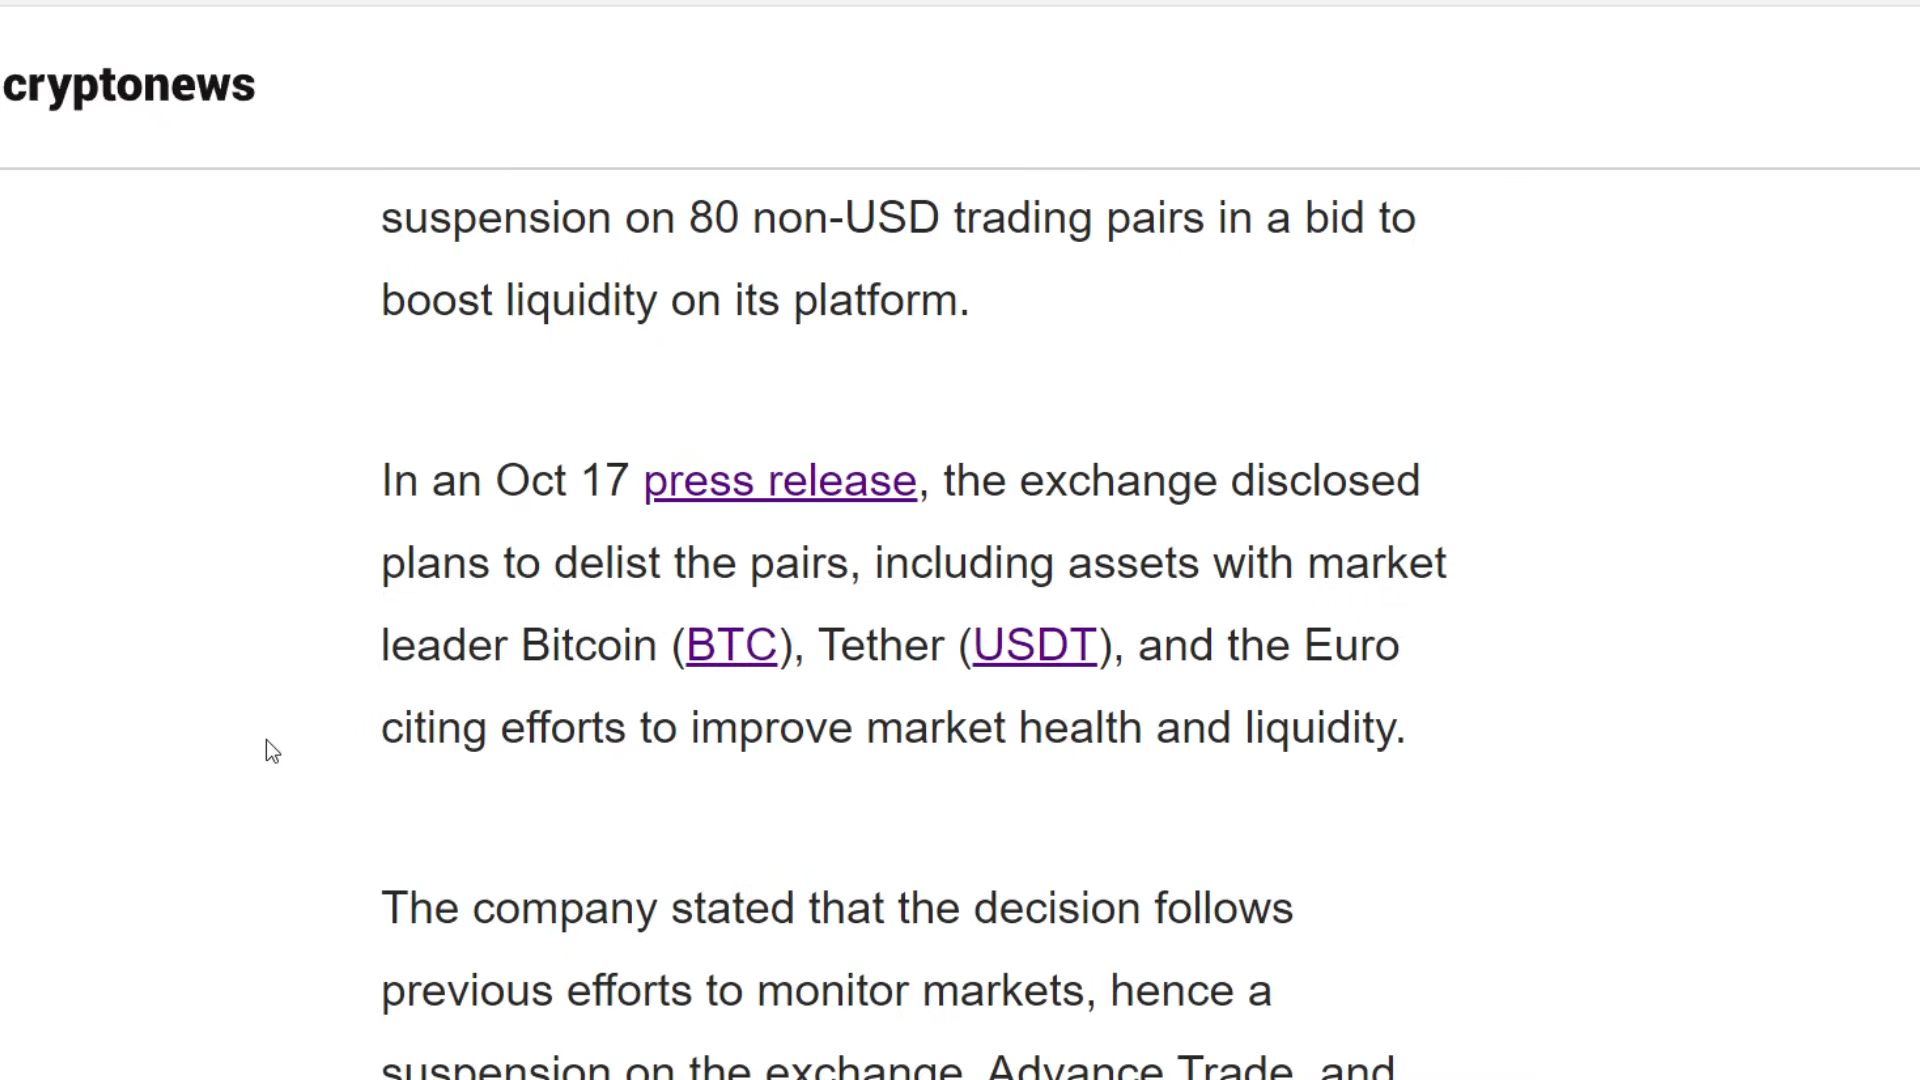 cryptonews
suspension on 80 non-USD trading pairs in a bid to
boost liquidity on its platform.
In an Oct 17 press release, the exchange disclosed
plans to delist the pairs, including assets with market
leader Bitcoin (BTC), Tether (USDT), and the Euro
citing efforts to improve market health and liquidity.
The company stated that the decision follows
previous efforts to monitor markets, hence a
suspension on the exchange, Advance Trade, and